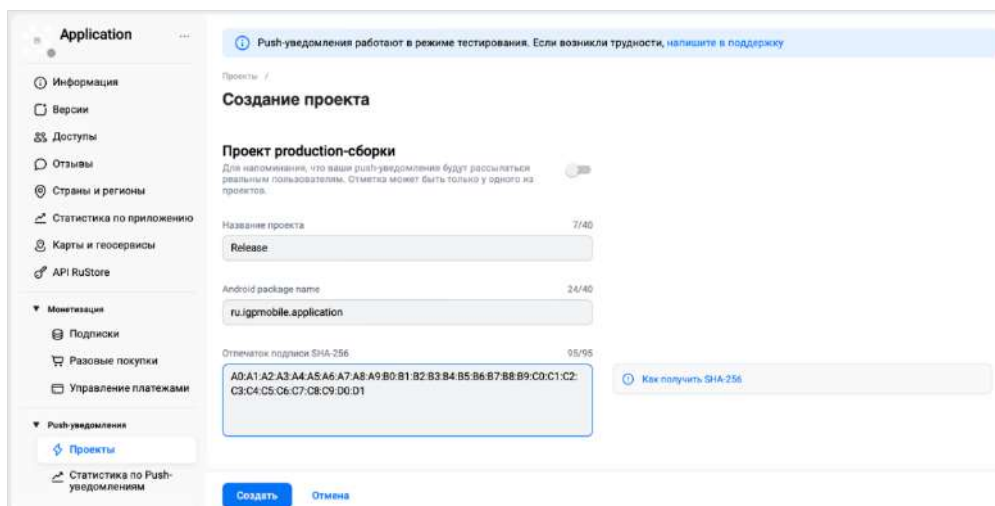 Application
...
Push-уведомления работают в режиме тестирования. Если возникли трудности, напишите в поддержку
Информация
Версии
Доступы
Отзывы
Страны и регионы
Статистика по приложению
Карты и геосервисы
API RuStore
Монетизация
Подписки
Разовые покупки
Управление платежами
Push-уведомления
Проекты
Статистика по Push-
уведомлениям
Проекты /
Создание проекта
Проект production-сборки
Для напоминания, что ваши push-уведомления будут рассылаться
реальным пользователям. Отметка может быть только у одного из
проектов.
Название проекта 7/40
Release
Android package name 24/40
ru.igpmobile.application
Отпечаток подписи SHA-256 95/95
A0:A1:A2:A3:A4:A5:A6:A7:A8:A9:B0:B1:B2:B3:B4:B5:B6:B7:B8:B9:C0:C1:C2:
C3:C4:C5:C6:C7:C8:C9:D0:D1
Как получить SHA-256
Создать Отмена